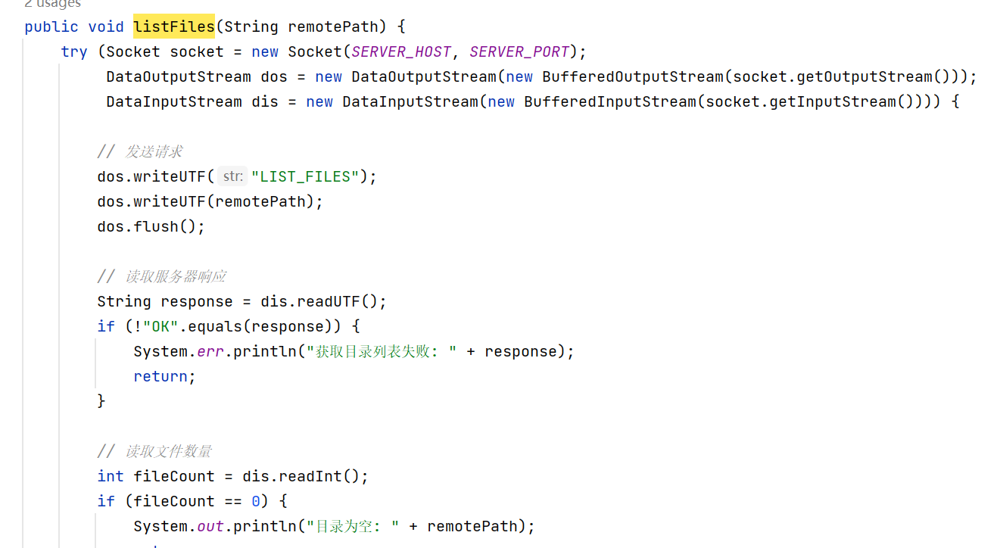 2 usages
public void listFiles(String remotePath) {
try (Socket socket = new Socket(SERVER_HOST, SERVER_PORT);
DataOutputStream dos = new DataOutputStream(new BufferedOutputStream(socket.getOutputStream()));
DataInputStream dis = new DataInputStream(new BufferedInputStream(socket.getInputStream()))) {
// 发送请求
dos.writeUTF( str: "LIST_FILES");
dos.writeUTF(remotePath);
dos.flush();
// 读取服务器响应
String response = dis.readUTF();
if (!"OK".equals(response)) {
System.err.println("获取目录列表失败: " + response);
return;
}
// 读取文件数量
int fileCount = dis.readInt();
if (fileCount == 0) {
System.out.println("目录为空: " + remotePath);